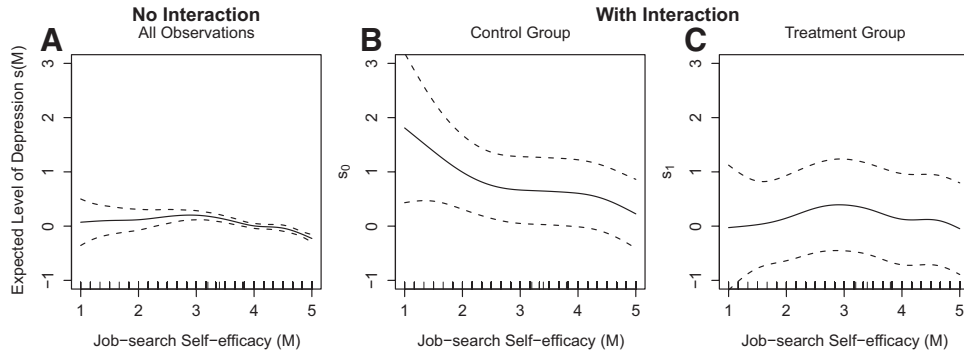 No Interaction
With Interaction
A
All Observations
B
Control Group
C
Treatment Group
Expected Level of Depression s(M)
3
2
1
0
−1
1 2 3 4 5
Job−search Self−efficacy (M)
s0
3
2
1
0
−1
1 2 3 4 5
Job−search Self−efficacy (M)
s1
3
2
1
0
−1
1 2 3 4 5
Job−search Self−efficacy (M)